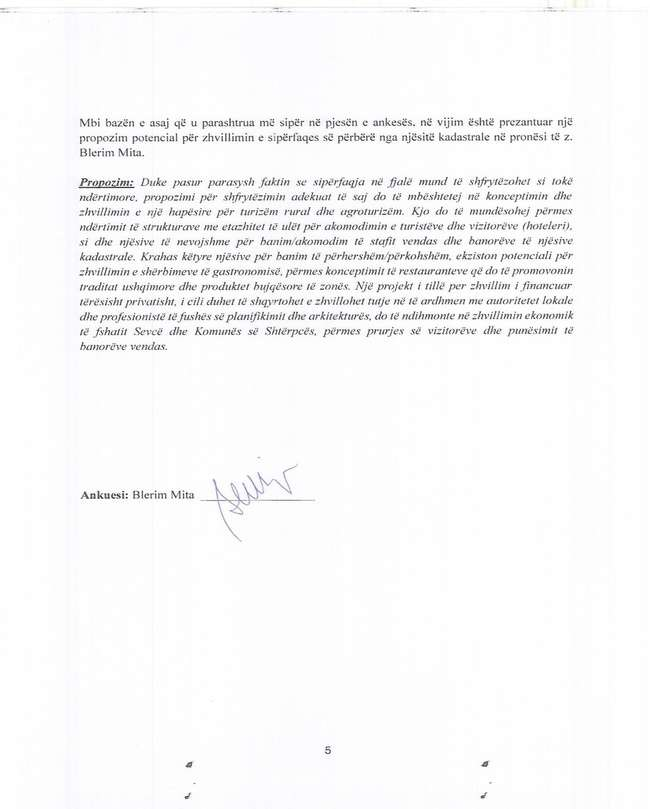 Mbi bazën e asaj që u parashtrua më sipër në pjesën e ankesës, në vijim është prezantuar një
propozim potencial për zhvillimin e sipërfaqes së përbërë nga njësitë kadastrale në pronësi të z.
Blerim Mita.
Propozim: Duke pasur parasysh faktin se sipërfaqja në fjalë mund të shfrytëzohet si tokë
ndërtimore, propozimi për shfrytëzimin adekuat të saj do të mbështetej në konceptimin dhe
zhvillimin e një hapësire për turizëm rural dhe agroturizëm. Kjo do të mundësohej përmes
ndërtimit të strukturave me etazhitet të ulët për akomodimin e turistëve dhe vizitorëve (hoteleri),
si dhe njësive të nevojshme për banim/akomodim të stafit vendas dhe banorëve të njësive
kadastrale. Krahas këtyre njësive për banim të përhershëm/përkohshëm, ekziston potenciali për
zhvillimin e shërbimeve të gastronomisë, përmes konceptimit të restauranteve që do të promovonin
traditat ushqimore dhe produktet bujqësore të zonës. Një projekt i tillë per zhvillim i financuar
tërësisht privatisht, i cili duhet të shqyrtohet e zhvillohet tutje në të ardhmen me autoritetet lokale
dhe profesionistë të fushës së planifikimit dhe arkitekturës, do të ndihmonte në zhvillimin ekonomik
të fshatit Sevcë dhe Komunës së Shtërpcës, përmes prurjes së vizitorëve dhe punësimit të
banorëve vendas.
Ankuesi: Blerim Mita
5